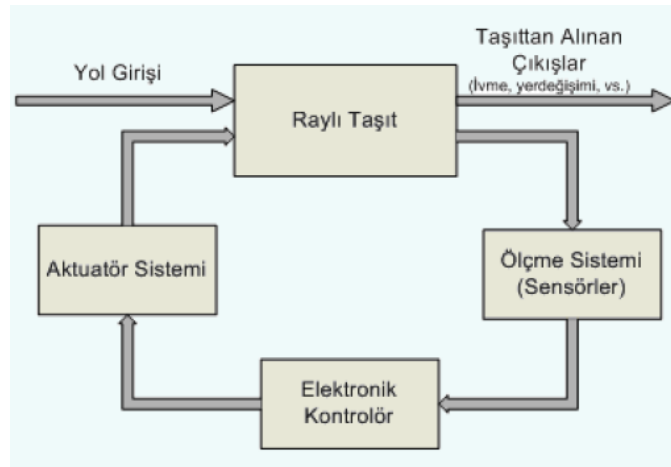 Yol Girişi
Taşıttan Alınan
Çıkışlar
(İvme, yerdeğişimi, vs.)
Raylı Taşıt
Aktuatör Sistemi
Ölçme Sistemi
(Sensörler)
Elektronik
Kontrolör